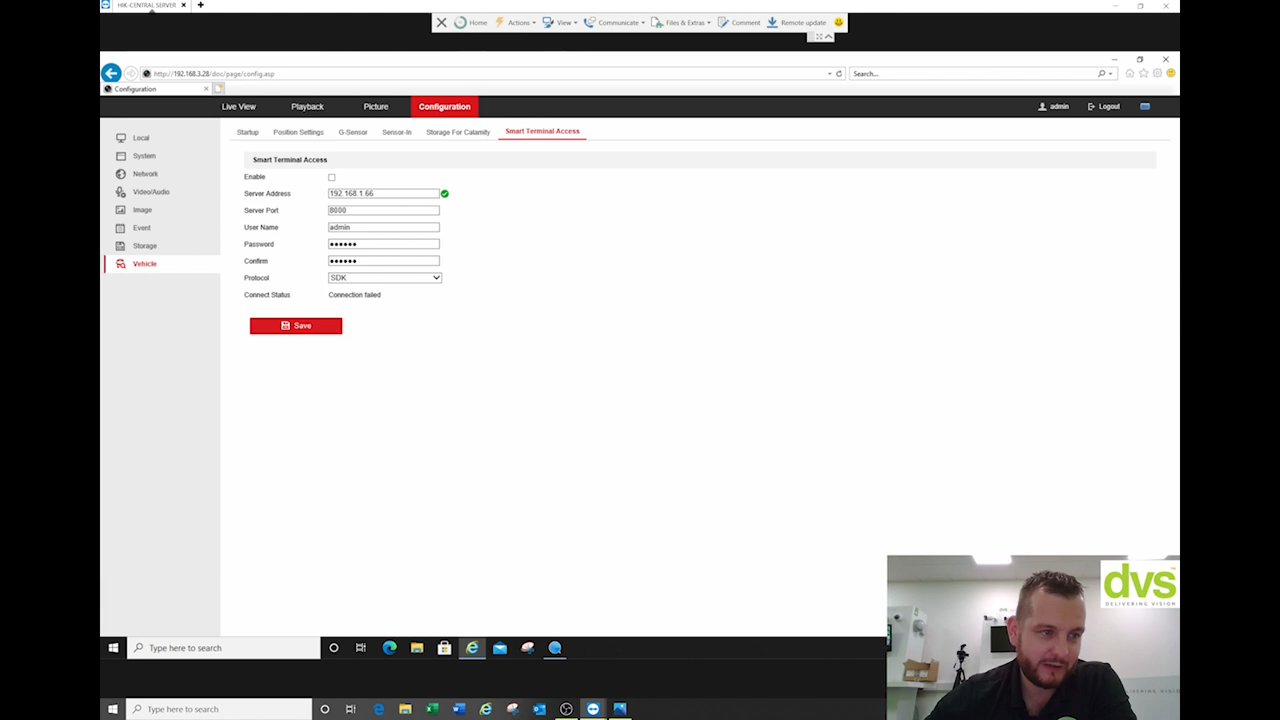 HIK-CENTRAL SERVER
Home Actions View Communicate Files & Extras Comment Remote update
http://192.168.3.28/doc/page/config.asp
Search...
Configuration
Live View Playback Picture Configuration admin Logout
Startup Position Settings G-Sensor Sensor-In Storage For Calamity Smart Terminal Access
Local
System
Network
Video/Audio
Image
Event
Storage
Vehicle
Smart Terminal Access
Enable
Server Address 192.168.1.66
Server Port 8000
User Name admin
Password ●●●●●●
Confirm ●●●●●●
Protocol SDK
Connect Status Connection failed
Save
dvs
DELIVERING VISION
DELIVERING VISION
Type here to search
Type here to search